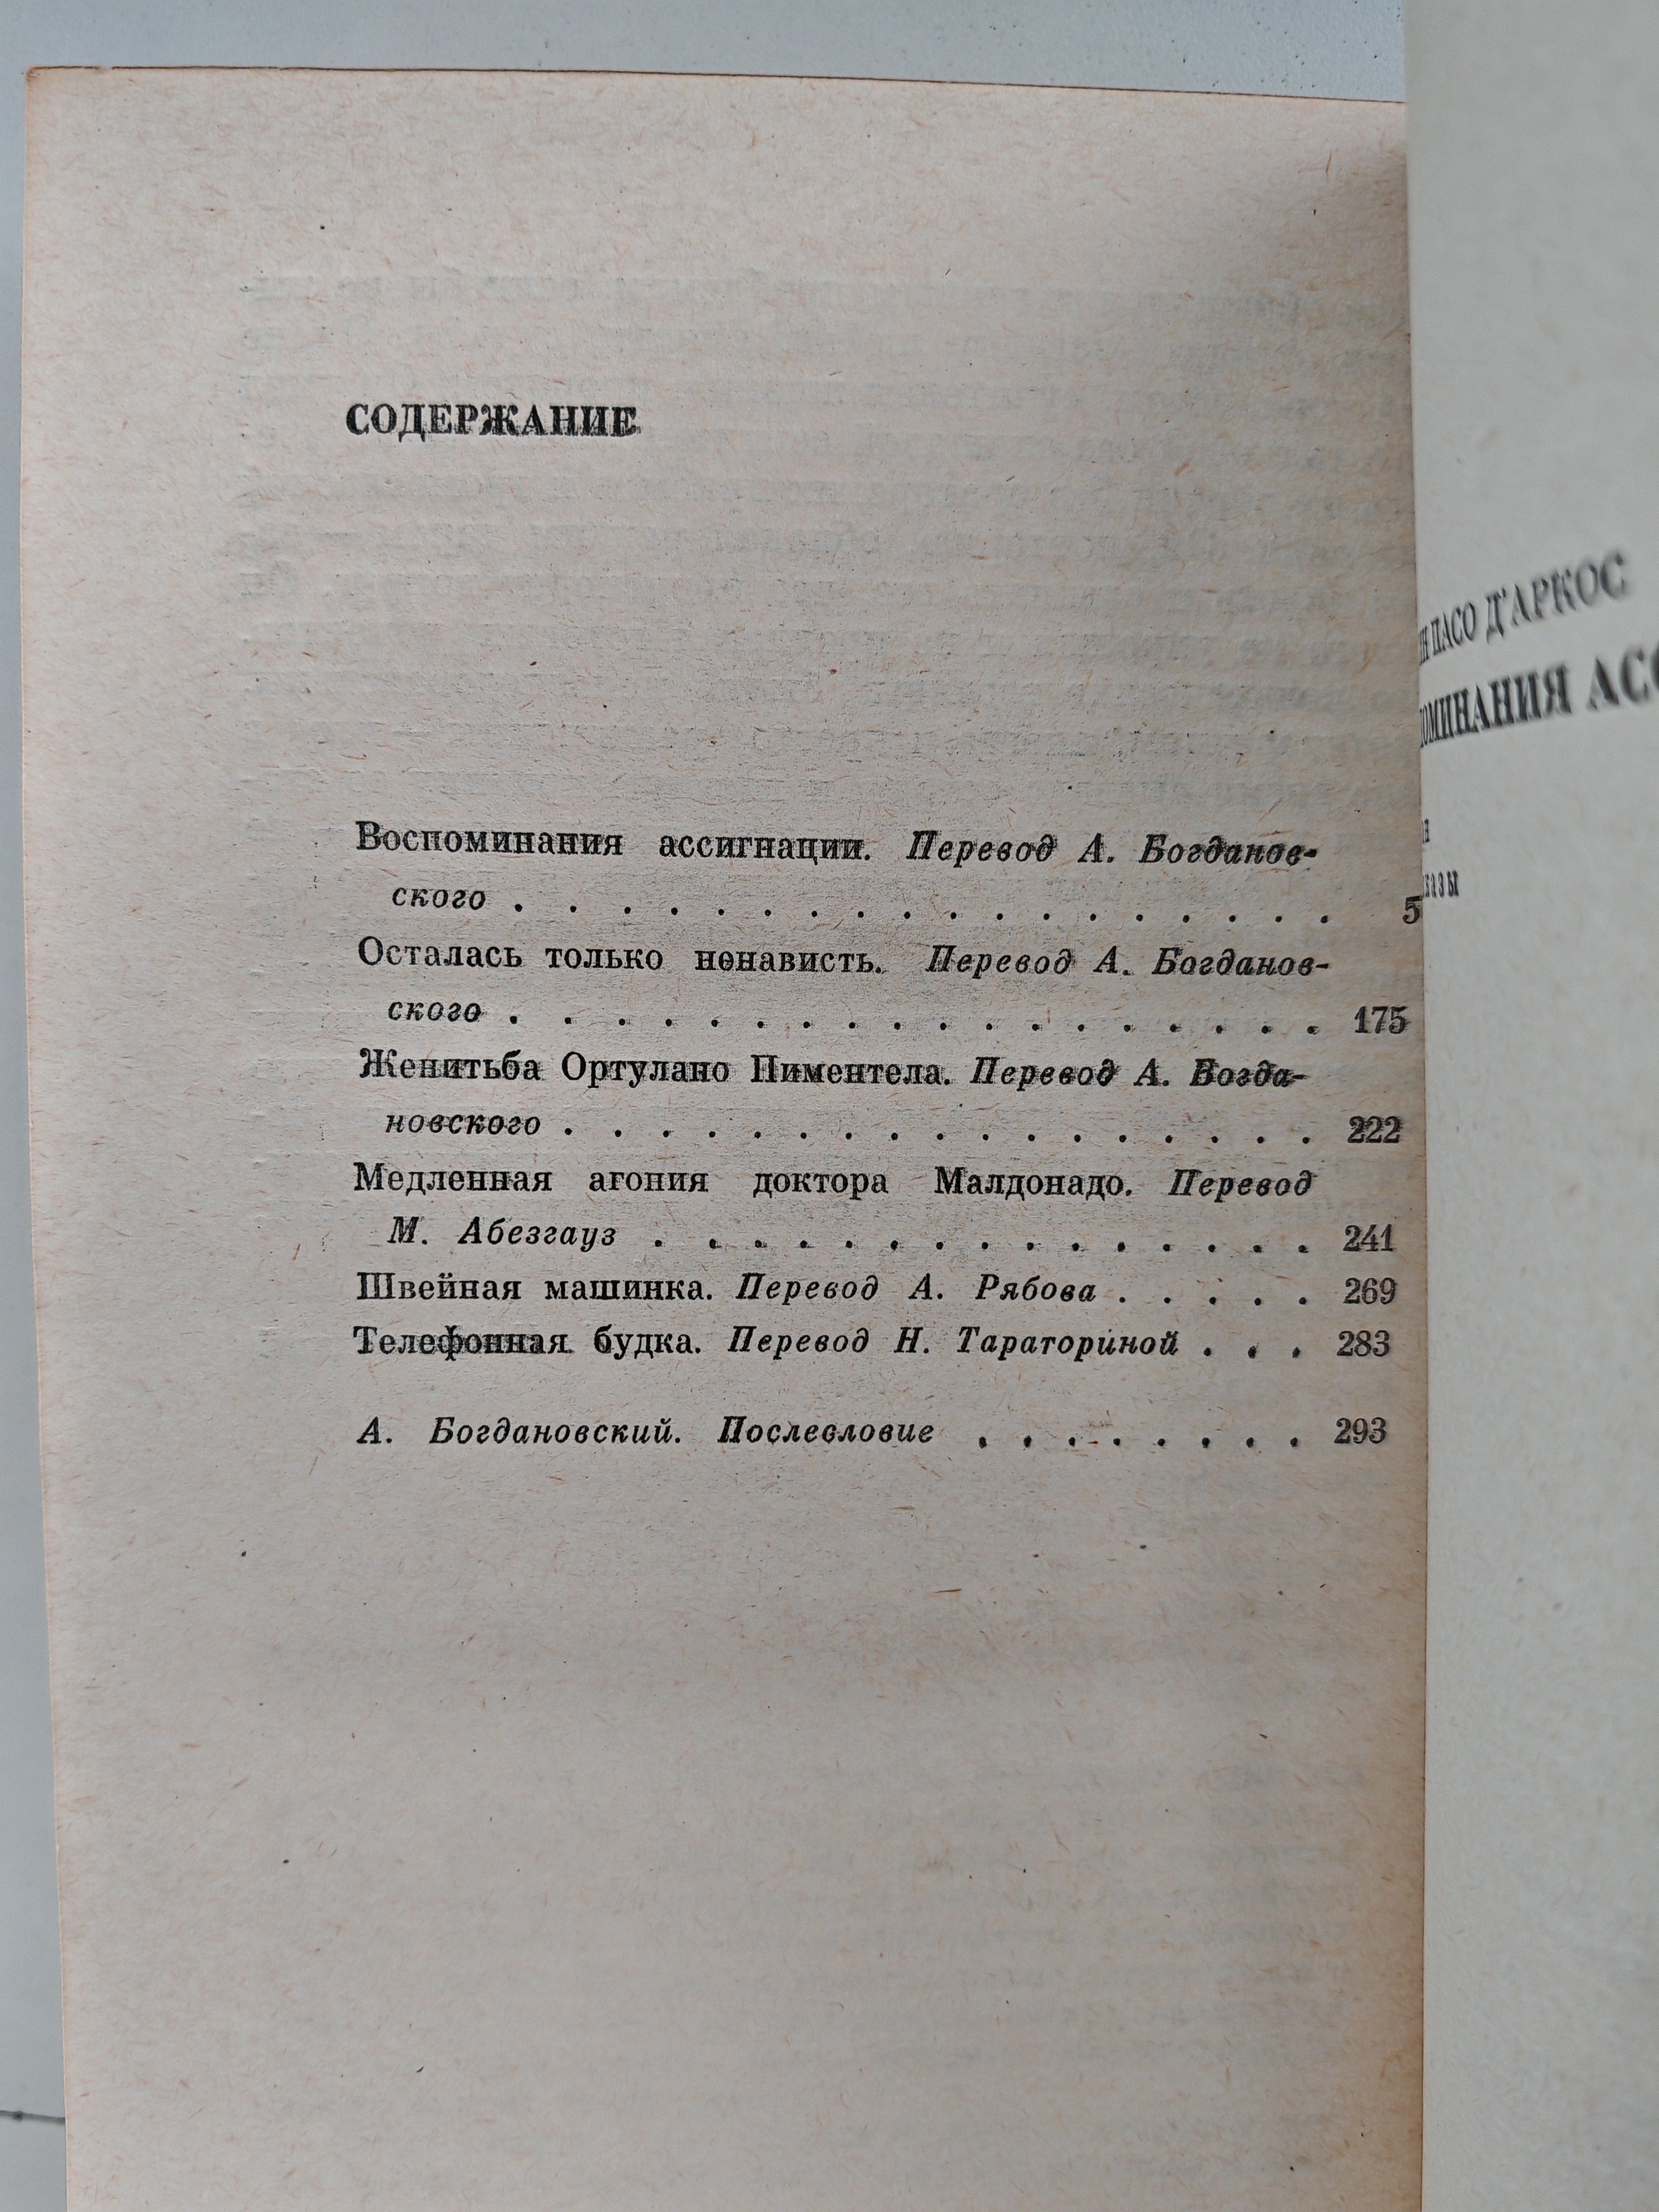 СОДЕРЖАНИЕ
Воспоминания ассигнации. Перевод А. Богданов-
ского . . . . . . . . . . . . . . . . . 5
Осталась только ненависть. Перевод А. Богданов-
ского . . . . . . . . . . . . . . . . . 175
Женитьба Ортулано Пиментела. Перевод А. Богда-
новского . . . . . . . . . . . . . . . . 222
Медленная агония доктора Малдонадо. Перевод
М. Абезгауз . . . . . . . . . . . . . . 241
Швейная машинка. Перевод А. Рябова . . . . . 269
Телефонная будка. Перевод Н. Тараториной . . . 283
А. Богдановский. Послесловие . . . . . . . . 293
ПАСО Д'АРКОС
ПОМИНАНИЯ АСС